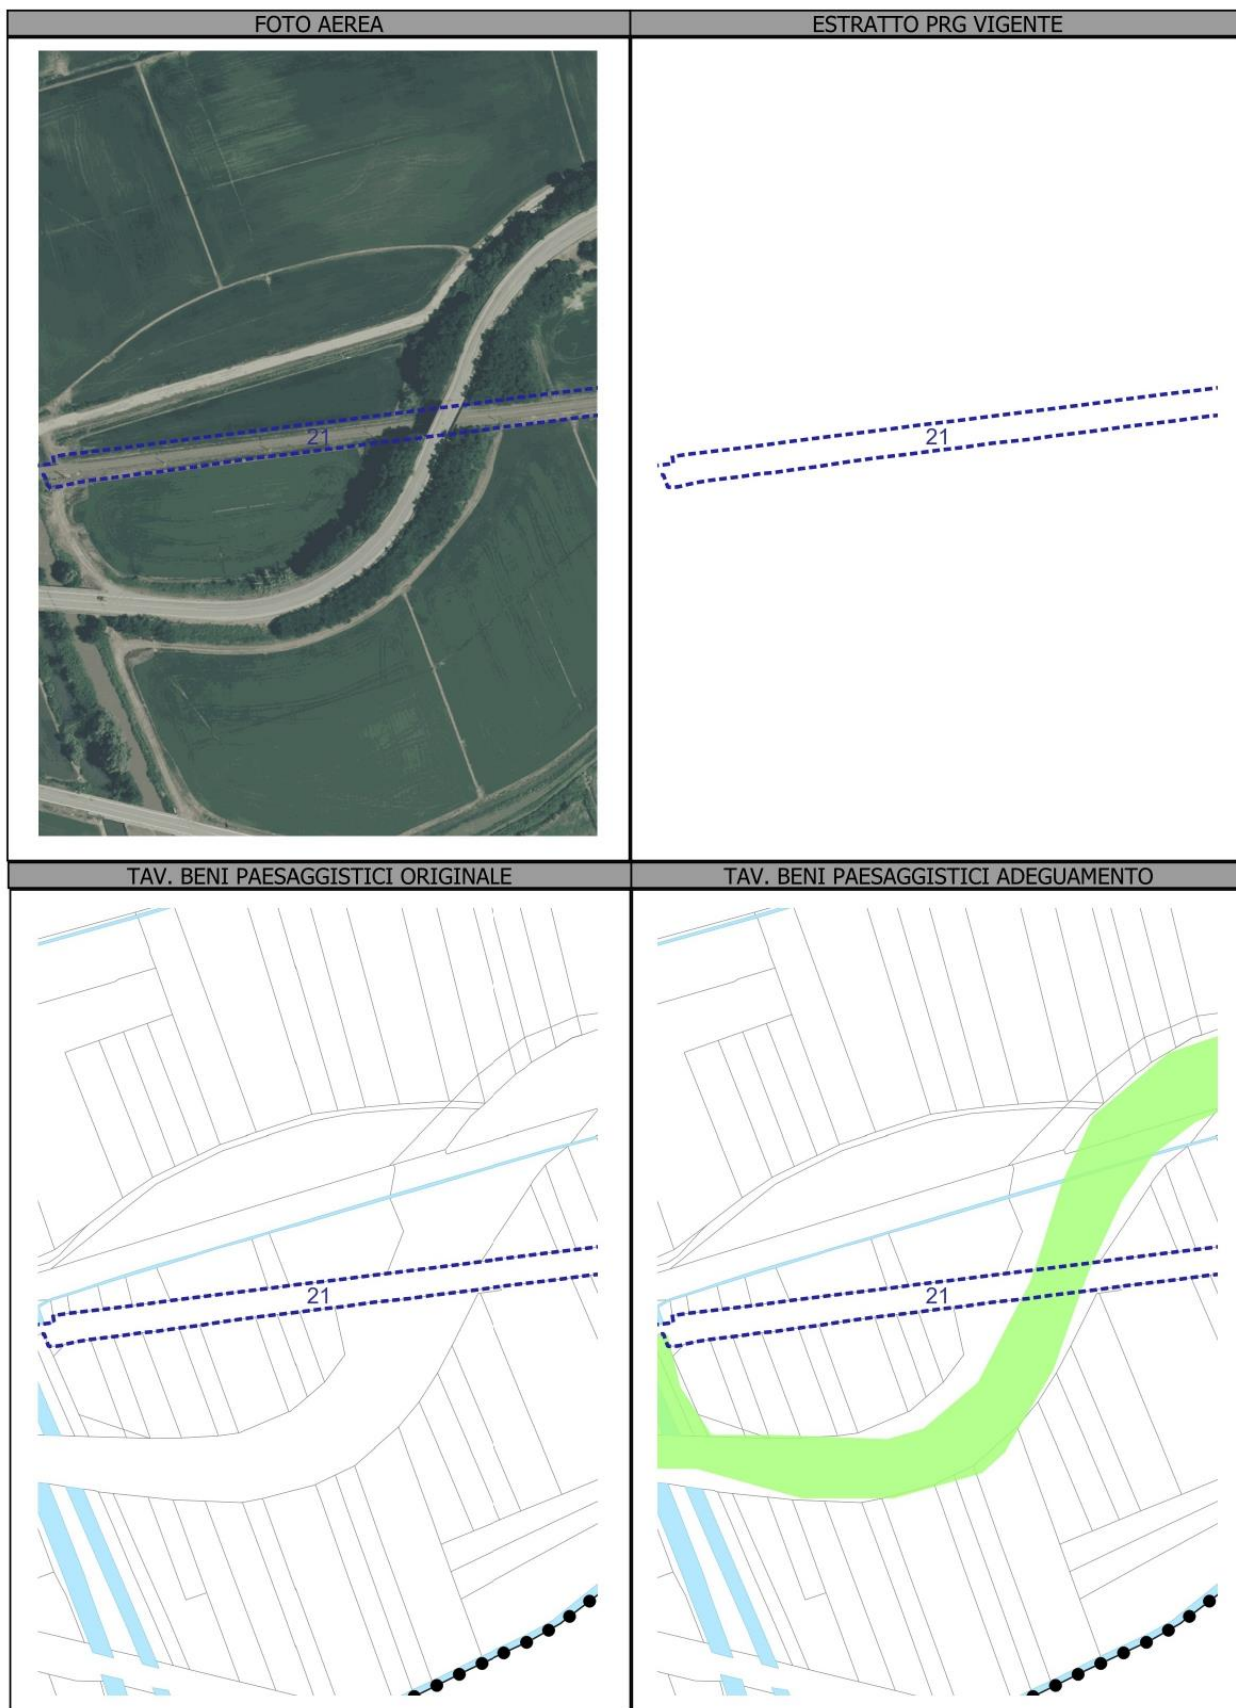 FOTO AEREA
ESTRATTO PRG VIGENTE
21
21
TAV. BENI PAESAGGISTICI ORIGINALE
TAV. BENI PAESAGGISTICI ADEGUAMENTO
21
21